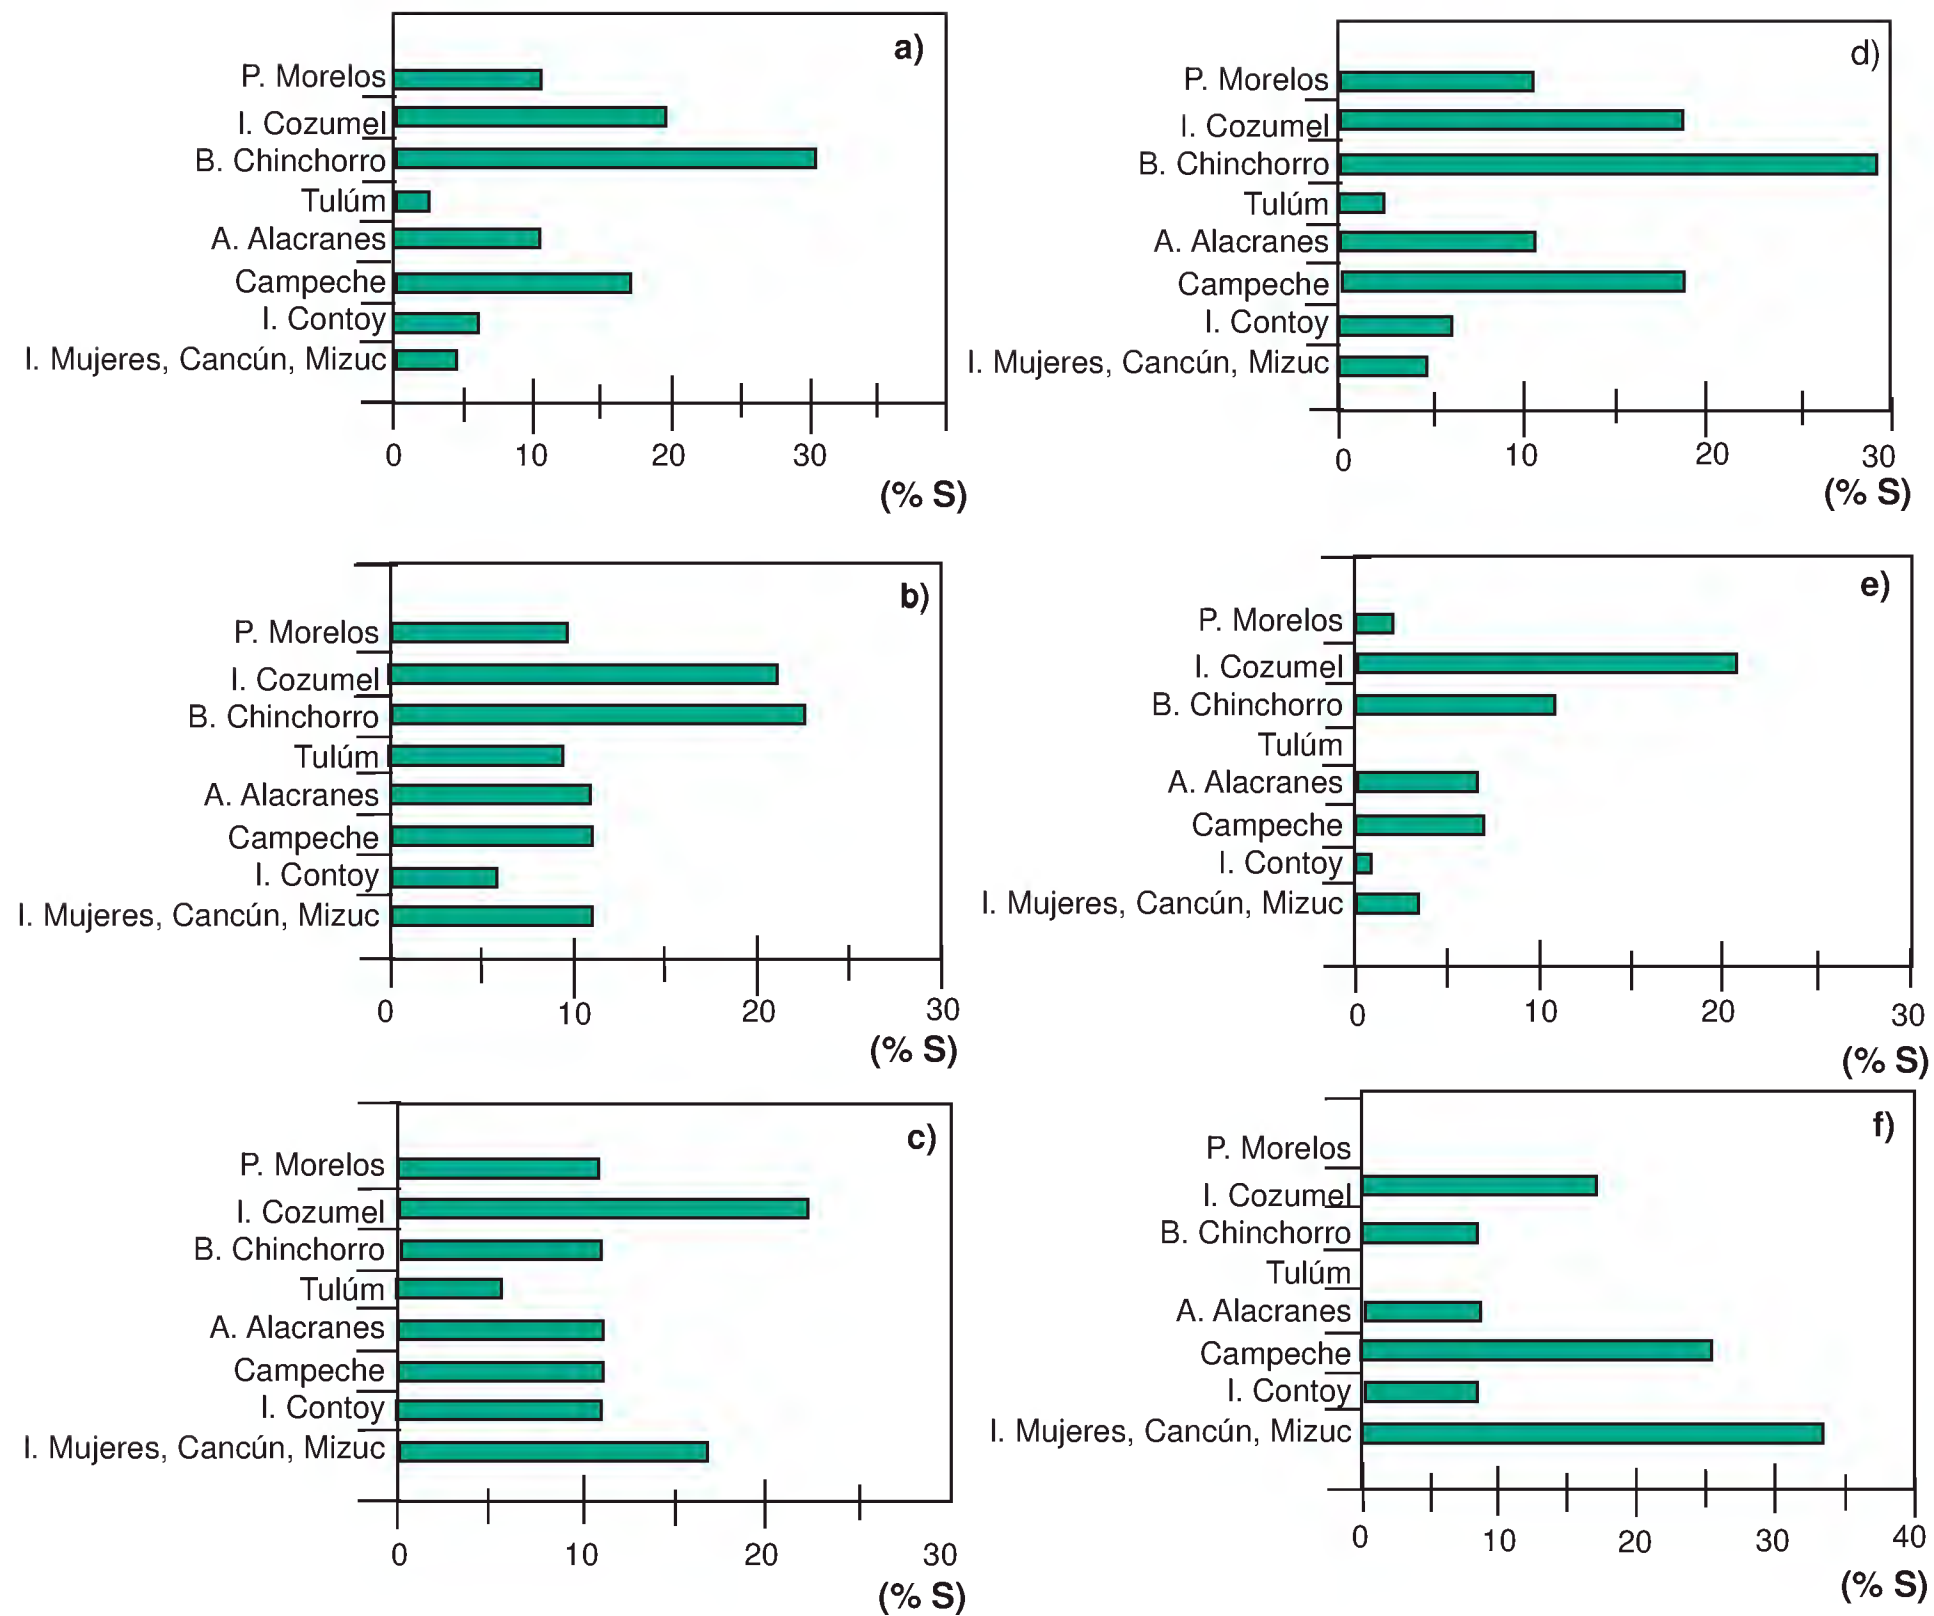 a)
P. Morelos
I. Cozumel
B. Chinchorro
Tulúm
A. Alacranes
Campeche
I. Contoy
I. Mujeres, Cancún, Mizuc
0 10 20 30
(% S)
d)
P. Morelos
I. Cozumel
B. Chinchorro
Tulúm
A. Alacranes
Campeche
I. Contoy
I. Mujeres, Cancún, Mizuc
0 10 20 30
(% S)
b)
P. Morelos
I. Cozumel
B. Chinchorro
Tulúm
A. Alacranes
Campeche
I. Contoy
I. Mujeres, Cancún, Mizuc
0 10 20 30
(% S)
e)
P. Morelos
I. Cozumel
B. Chinchorro
Tulúm
A. Alacranes
Campeche
I. Contoy
I. Mujeres, Cancún, Mizuc
0 10 20 30
(% S)
c)
P. Morelos
I. Cozumel
B. Chinchorro
Tulúm
A. Alacranes
Campeche
I. Contoy
I. Mujeres, Cancún, Mizuc
0 10 20 30
(% S)
f)
P. Morelos
I. Cozumel
B. Chinchorro
Tulúm
A. Alacranes
Campeche
I. Contoy
I. Mujeres, Cancún, Mizuc
0 10 20 30 40
(% S)